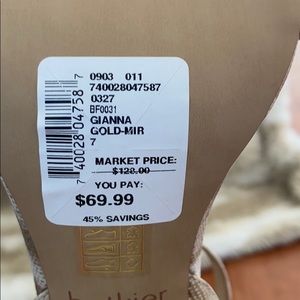 0903 011
740028047587
0327
BF0031
GIANNA
GOLD-MIR
7
MARKET PRICE:
$128.00
YOU PAY:
$69.99
45% SAVINGS
7 40028 04758 7